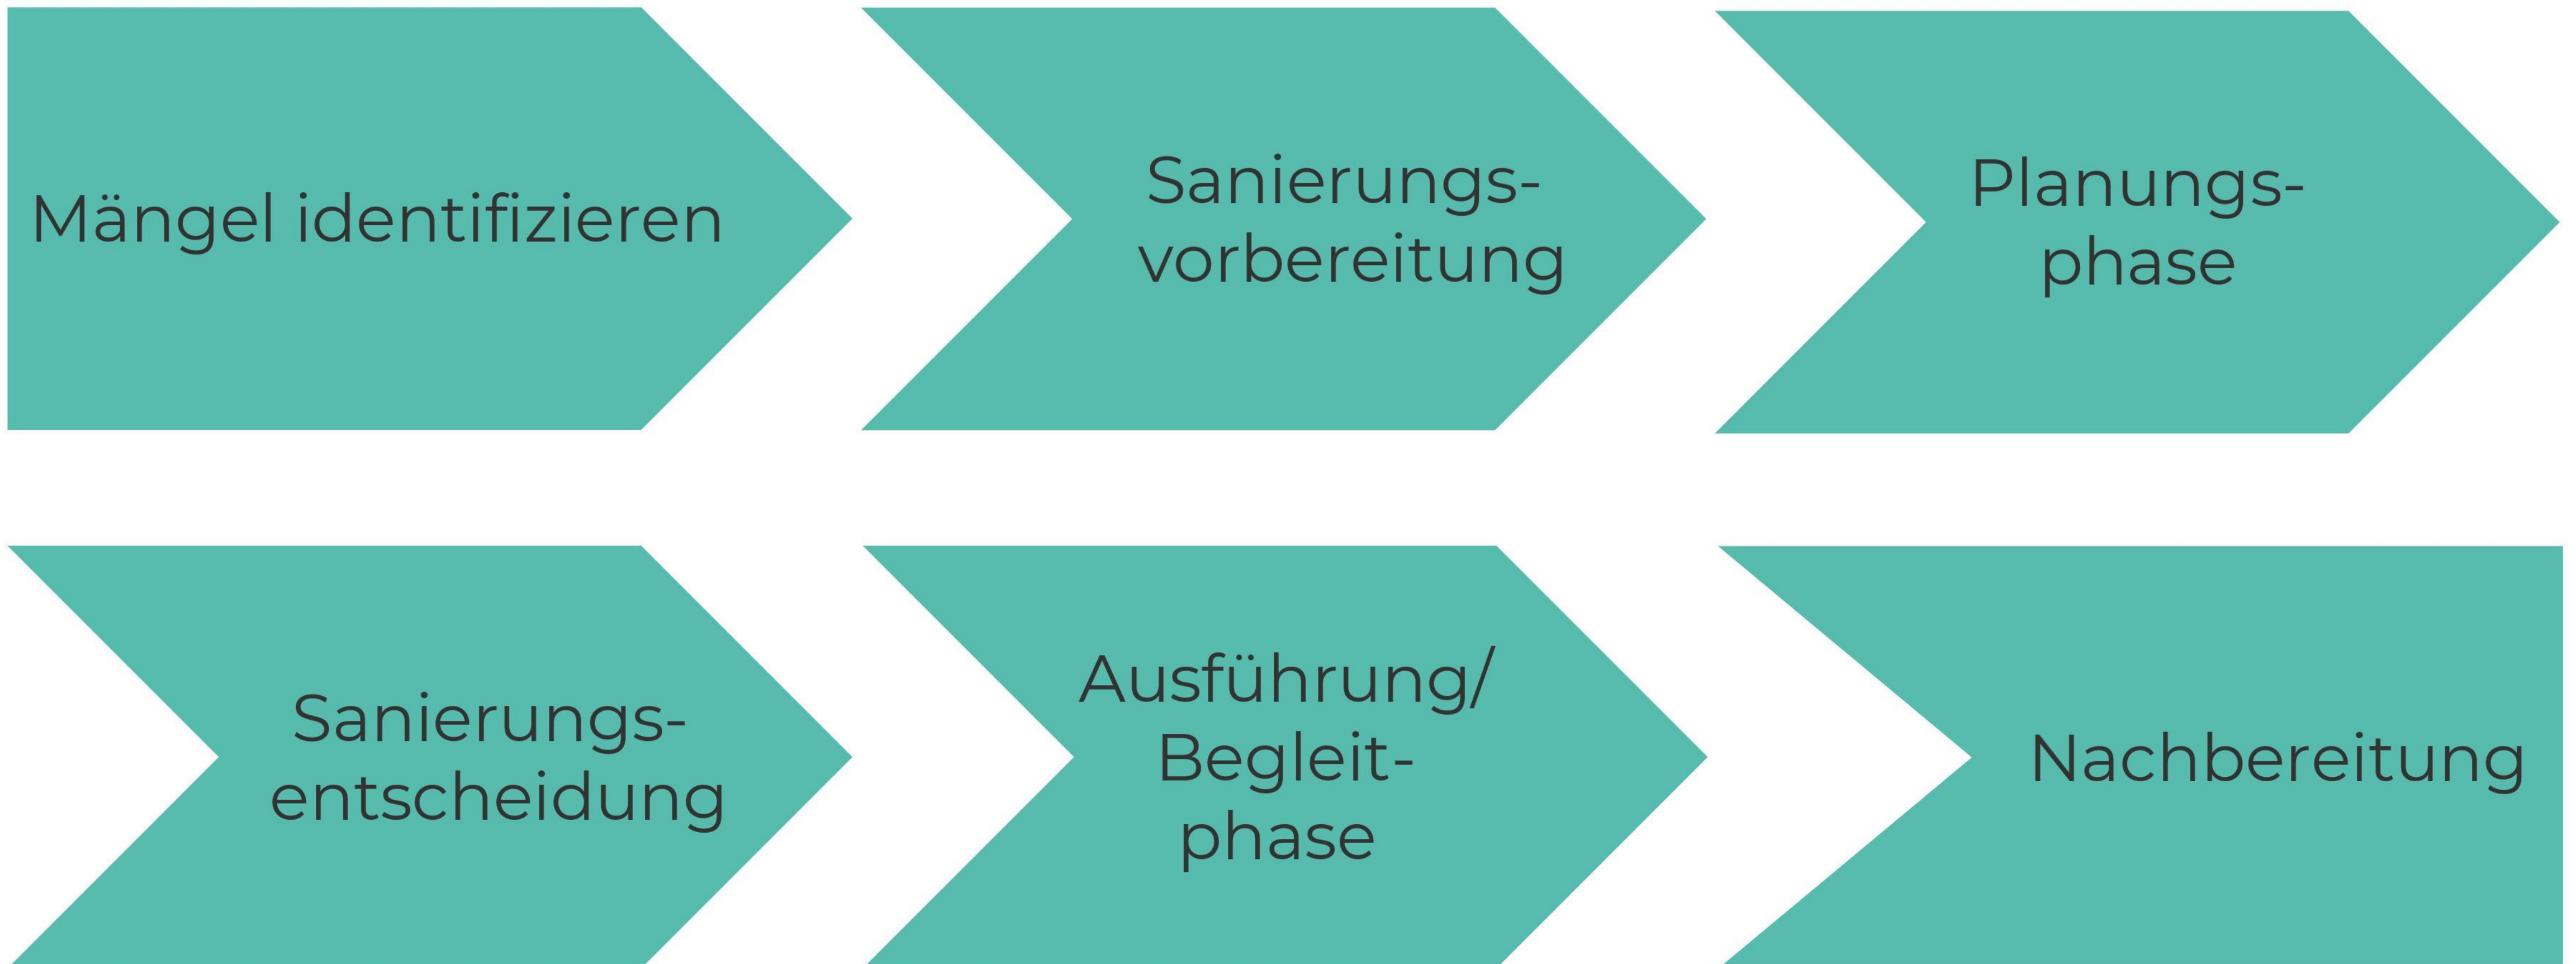 Mängel identifizieren
Sanierungs-
vorbereitung
Planungs-
phase
Sanierungs-
entscheidung
Ausführung/
Begleit-
phase
Nachbereitung